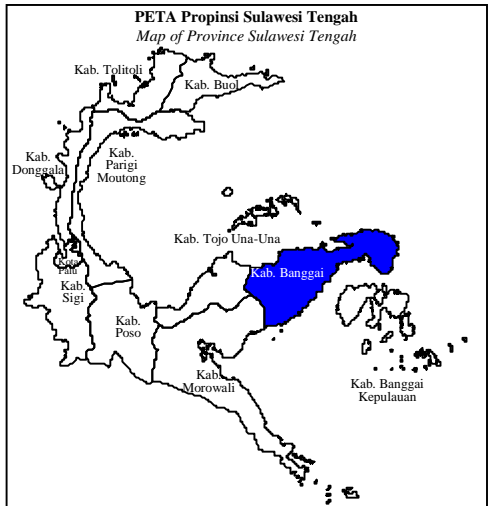 PETA Propinsi Sulawesi Tengah
Map of Province Sulawesi Tengah
Kab. Tolitoli
Kab. Buol
Kab.
Donggala
Kab.
Parigi
Moutong
Kab. Tojo Una-Una
Kota
Palu
Kab.
Sigi
Kab. Banggai
Kab.
Poso
Kab.
Morowali
Kab. Banggai
Kepulauan